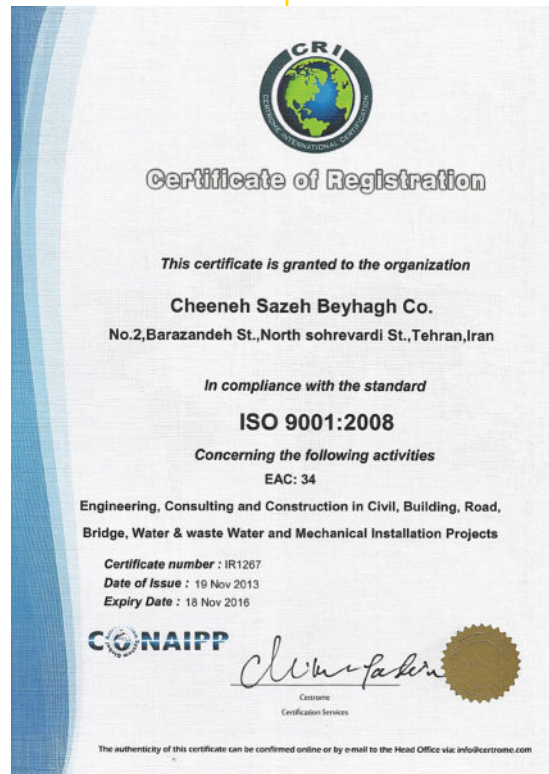 CRI
CERTROME INTERNATIONAL CERTIFICATION
Certificate of Registration
This certificate is granted to the organization
Cheeneh Sazeh Beyhagh Co.
No.2,Barazandeh St.,North sohrevardi St.,Tehran,Iran
In compliance with the standard
ISO 9001:2008
Concerning the following activities
EAC: 34
Engineering, Consulting and Construction in Civil, Building, Road,
Bridge, Water & waste Water and Mechanical Installation Projects
Certificate number : IR1267
Date of Issue : 19 Nov 2013
Expiry Date : 18 Nov 2016
CONAIPP
Certrome
Certification Services
The authenticity of this certificate can be confirmed online or by e-mail to the Head Office via: info@certrome.com